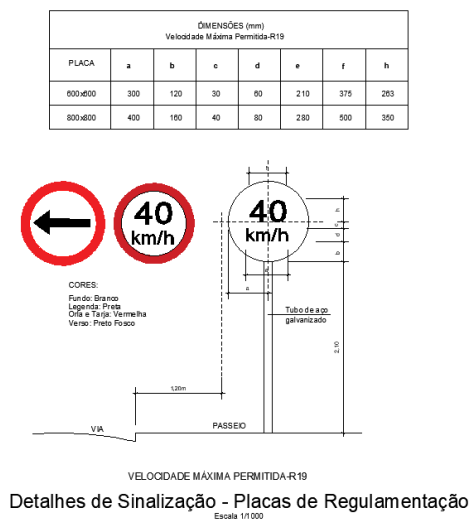 DIMENSÕES (mm)
Velocidade Máxima Permitida-R19
PLACA a b c d e f h
600x600 300 120 30 60 210 375 263
800x800 400 160 40 80 280 500 350
f
40
km/h
40
km/h
h
c
d
b
e
a
CORES:
Fundo: Branco
Legenda: Preta
Orla e Tarja: Vermelha
Verso: Preto Fosco
Tubo de aço
galvanizado
2,10
1,20m
VIA
PASSEIO
VELOCIDADE MÁXIMA PERMITIDA-R19
Detalhes de Sinalização - Placas de Regulamentação
Escala 1/1000